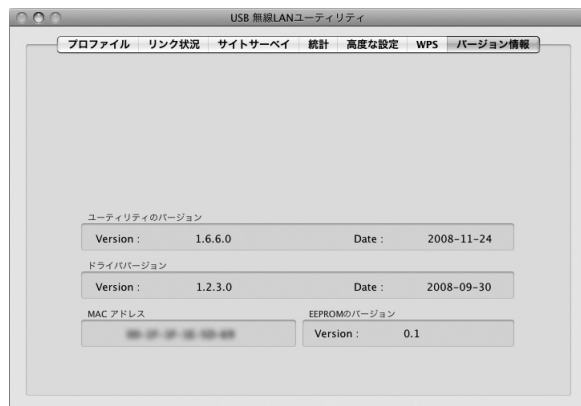 USB 無線LANユーティリティ
プロファイル リンク状況 サイトサーベイ 統計 高度な設定 WPS バージョン情報
ユーティリティのバージョン
Version : 1.6.6.0 Date : 2008-11-24
ドライババージョン
Version : 1.2.3.0 Date : 2008-09-30
MAC アドレス EEPROMのバージョン
Version : 0.1